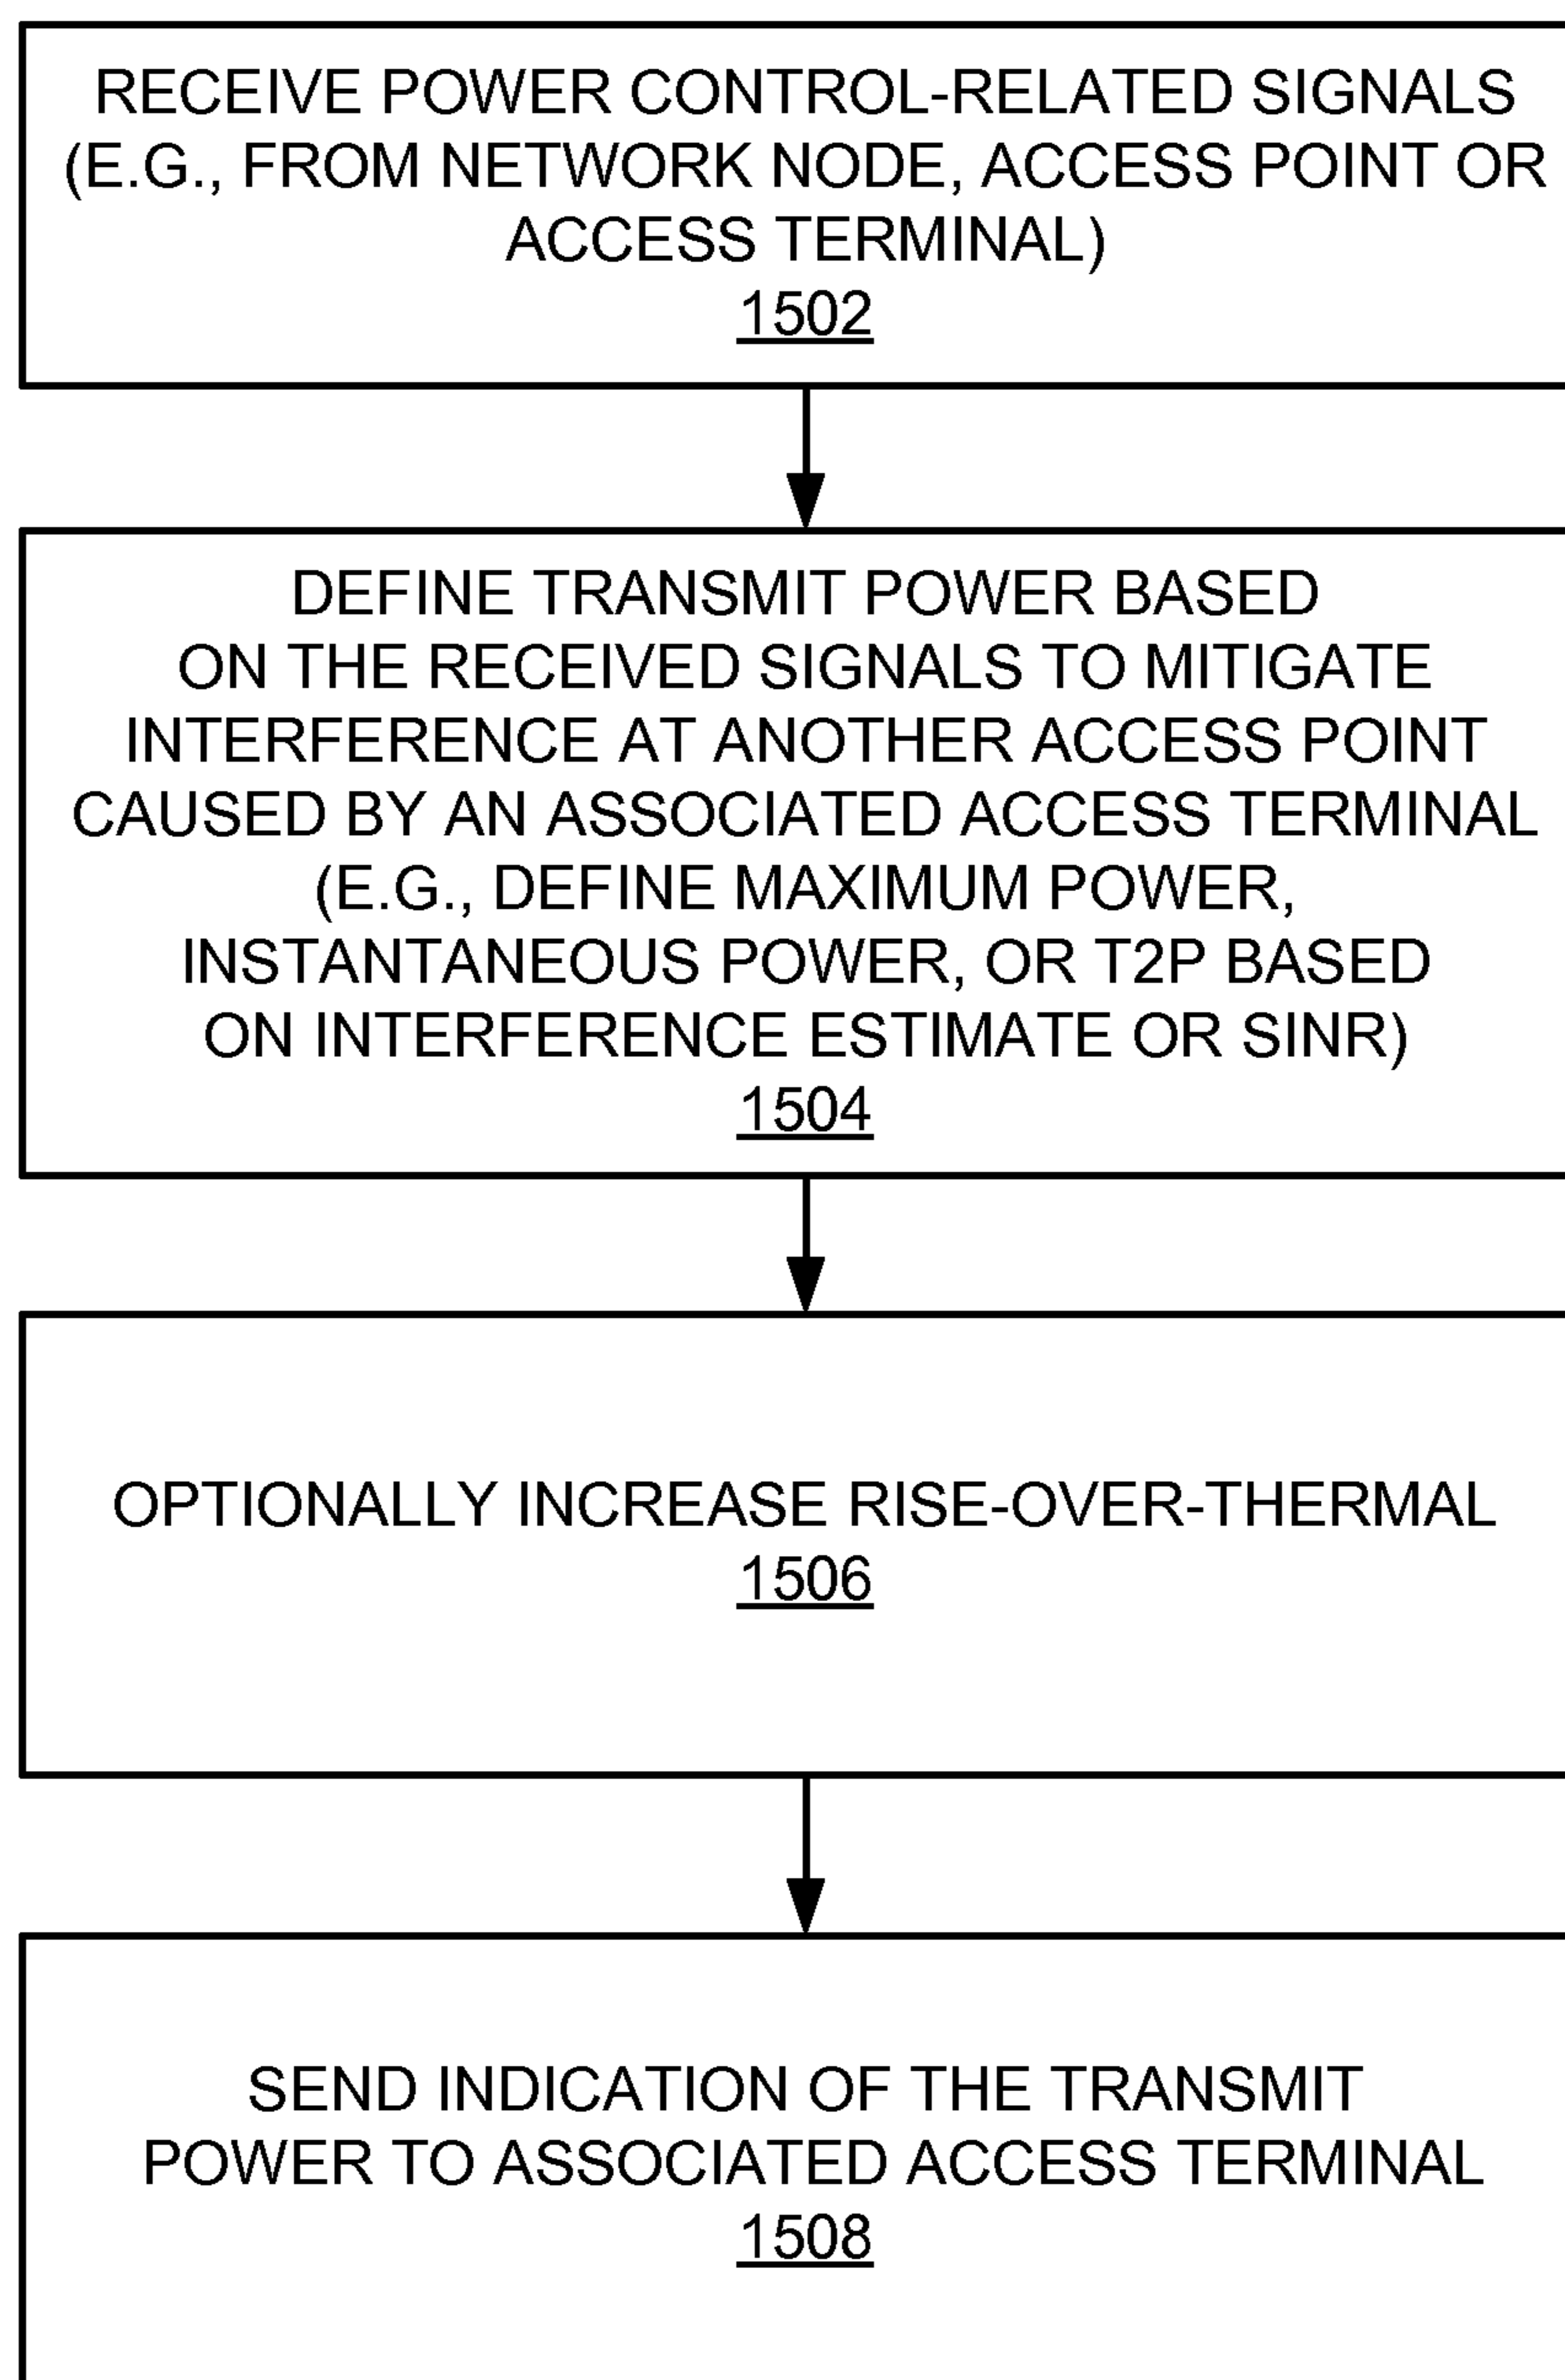 RECEIVE POWER CONTROL-RELATED SIGNALS
(E.G., FROM NETWORK NODE, ACCESS POINT OR
ACCESS TERMINAL)
1502
DEFINE TRANSMIT POWER BASED
ON THE RECEIVED SIGNALS TO MITIGATE
INTERFERENCE AT ANOTHER ACCESS POINT
CAUSED BY AN ASSOCIATED ACCESS TERMINAL
(E.G., DEFINE MAXIMUM POWER,
INSTANTANEOUS POWER, OR T2P BASED
ON INTERFERENCE ESTIMATE OR SINR)
1504
OPTIONALLY INCREASE RISE-OVER-THERMAL
1506
SEND INDICATION OF THE TRANSMIT
POWER TO ASSOCIATED ACCESS TERMINAL
1508